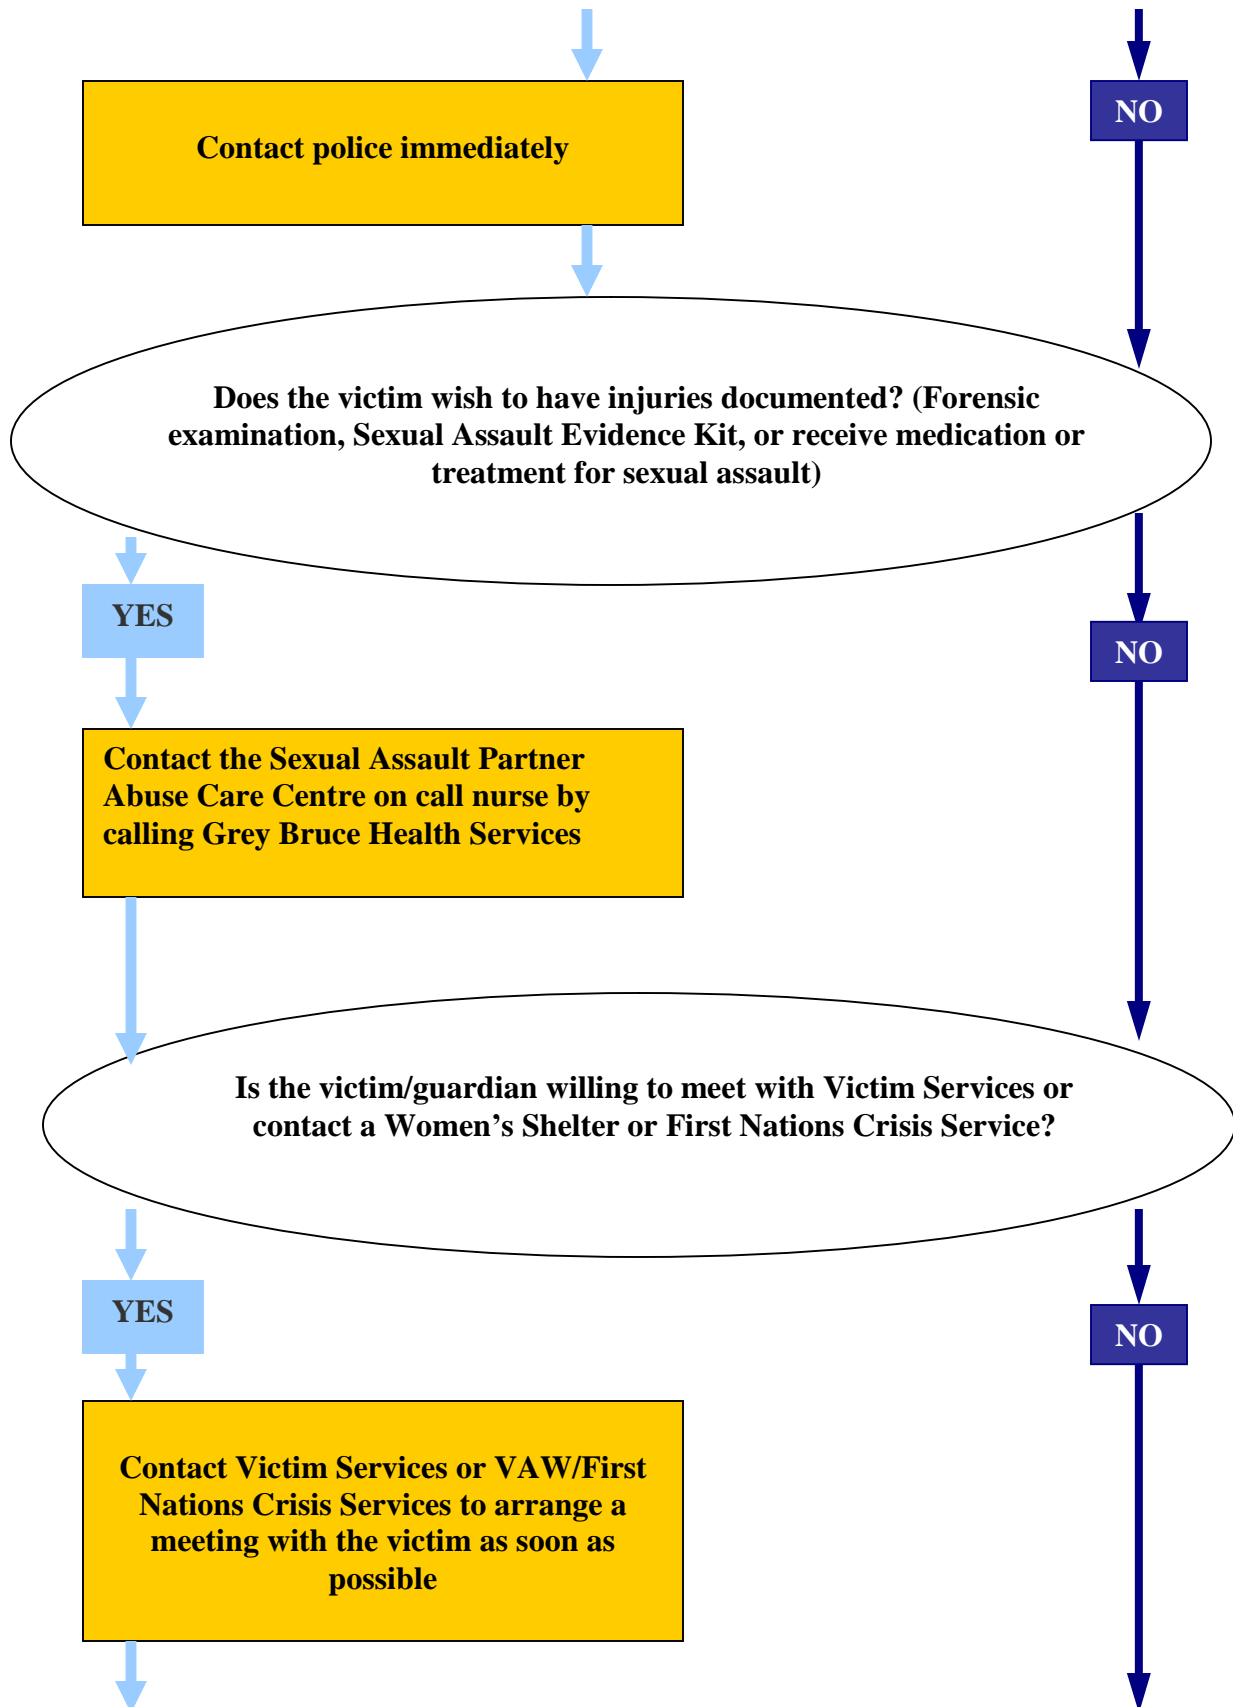 NO
Contact police immediately
Does the victim wish to have injuries documented? (Forensic
examination, Sexual Assault Evidence Kit, or receive medication or
treatment for sexual assault)
YES
NO
Contact the Sexual Assault Partner
Abuse Care Centre on call nurse by
calling Grey Bruce Health Services
Is the victim/guardian willing to meet with Victim Services or
contact a Women’s Shelter or First Nations Crisis Service?
YES
NO
Contact Victim Services or VAW/First
Nations Crisis Services to arrange a
meeting with the victim as soon as
possible